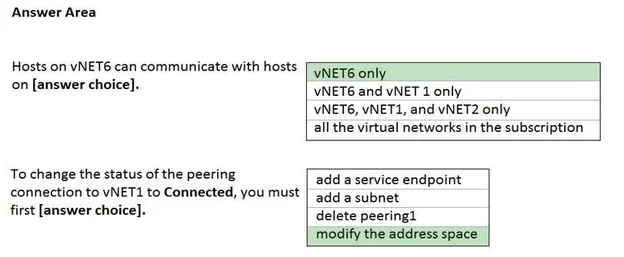 Answer Area
Hosts on vNET6 can communicate with hosts
on [answer choice].
vNET6 only
vNET6 and vNET 1 only
vNET6, vNET1, and vNET2 only
all the virtual networks in the subscription
To change the status of the peering
connection to vNET1 to Connected, you must
first [answer choice].
add a service endpoint
add a subnet
delete peering1
modify the address space